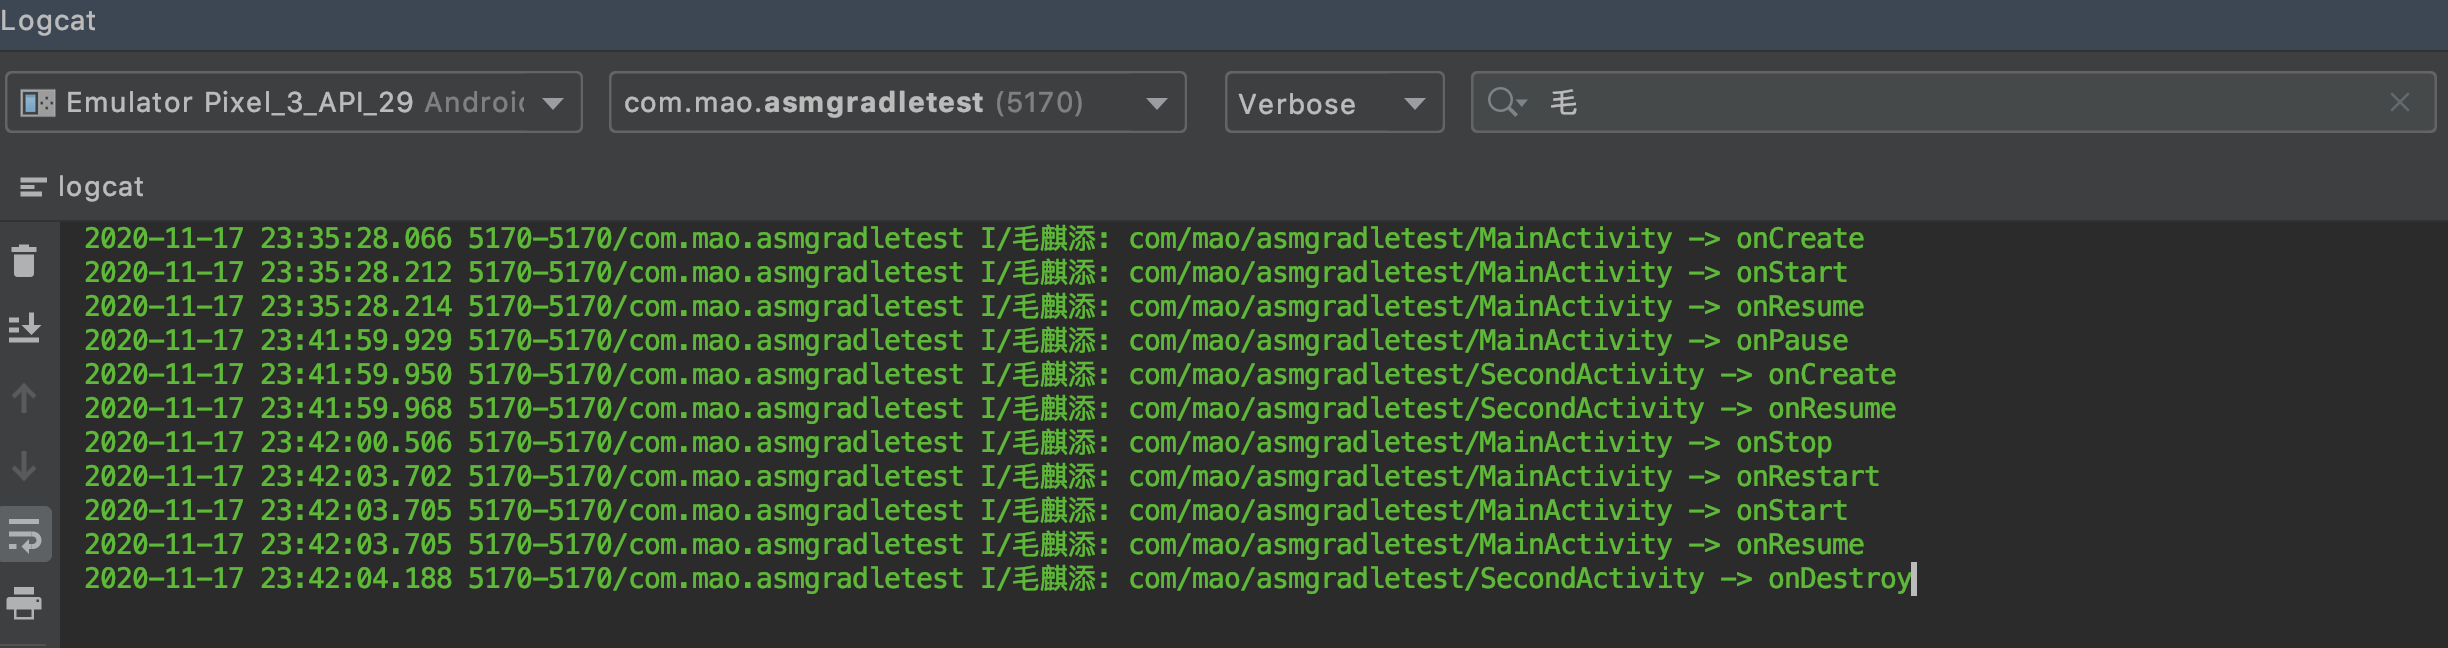 Logcat
Emulator Pixel_3_API_29 Android com.mao.asmgradletest (5170) Verbose 毛
logcat
2020-11-17 23:35:28.066 5170-5170/com.mao.asmgradletest I/毛麒添: com/mao/asmgradletest/MainActivity -> onCreate
2020-11-17 23:35:28.212 5170-5170/com.mao.asmgradletest I/毛麒添: com/mao/asmgradletest/MainActivity -> onStart
2020-11-17 23:35:28.214 5170-5170/com.mao.asmgradletest I/毛麒添: com/mao/asmgradletest/MainActivity -> onResume
2020-11-17 23:41:59.929 5170-5170/com.mao.asmgradletest I/毛麒添: com/mao/asmgradletest/MainActivity -> onPause
2020-11-17 23:41:59.950 5170-5170/com.mao.asmgradletest I/毛麒添: com/mao/asmgradletest/SecondActivity -> onCreate
2020-11-17 23:41:59.968 5170-5170/com.mao.asmgradletest I/毛麒添: com/mao/asmgradletest/SecondActivity -> onResume
2020-11-17 23:42:00.506 5170-5170/com.mao.asmgradletest I/毛麒添: com/mao/asmgradletest/MainActivity -> onStop
2020-11-17 23:42:03.702 5170-5170/com.mao.asmgradletest I/毛麒添: com/mao/asmgradletest/MainActivity -> onRestart
2020-11-17 23:42:03.705 5170-5170/com.mao.asmgradletest I/毛麒添: com/mao/asmgradletest/MainActivity -> onStart
2020-11-17 23:42:03.705 5170-5170/com.mao.asmgradletest I/毛麒添: com/mao/asmgradletest/MainActivity -> onResume
2020-11-17 23:42:04.188 5170-5170/com.mao.asmgradletest I/毛麒添: com/mao/asmgradletest/SecondActivity -> onDestroy